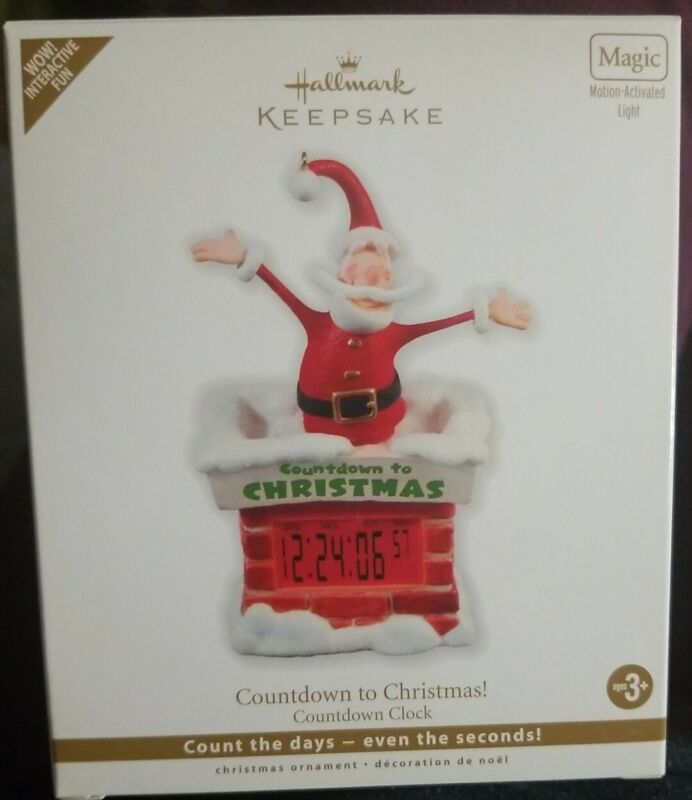 WOW!
INTERACTIVE
FUN
Hallmark
KEEPSAKE
Magic
Motion-Activated
Light
Countdown to
CHRISTMAS
12:24:06 57
Countdown to Christmas!
Countdown Clock
ages 3+
Count the days — even the seconds!
christmas ornament • décoration de noël